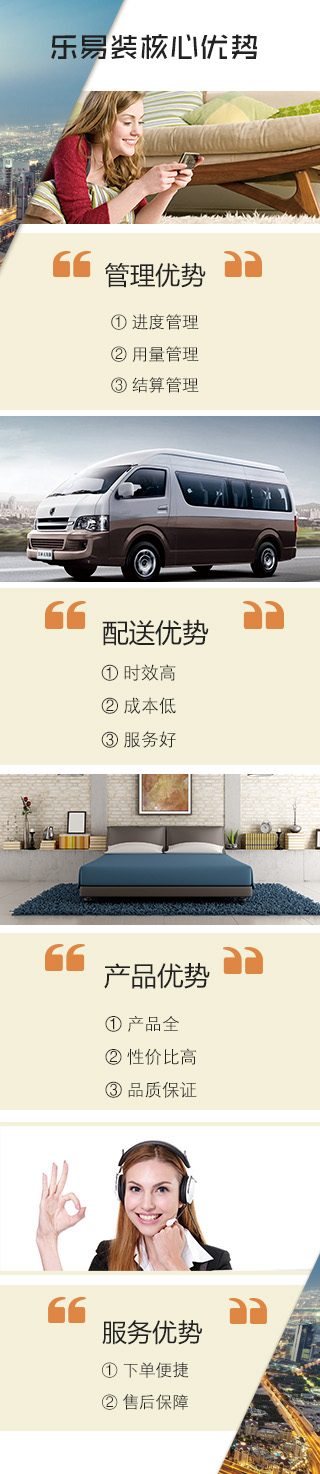 乐易装核心优势
管理优势
① 进度管理
② 用量管理
③ 结算管理
配送优势
① 时效高
② 成本低
③ 服务好
产品优势
① 产品全
② 性价比高
③ 品质保证
服务优势
① 下单便捷
② 售后保障